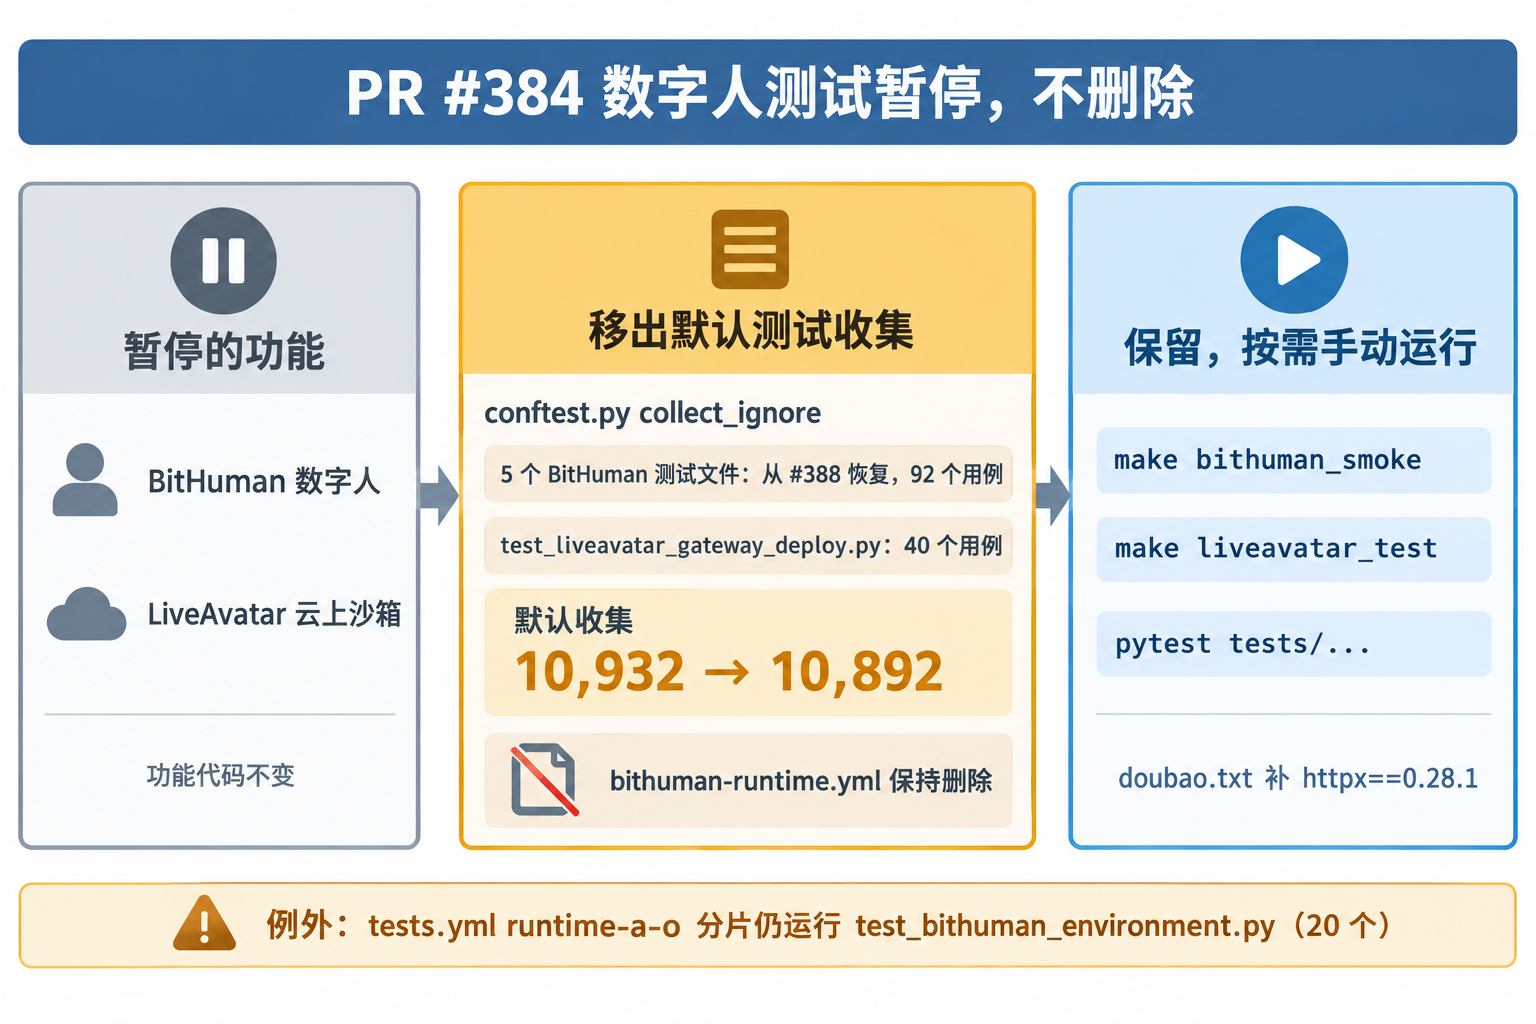 PR #384 数字人测试暂停，不删除
暂停的功能
BitHuman 数字人
LiveAvatar 云上沙箱
功能代码不变
移出默认测试收集
conftest.py collect_ignore
5 个 BitHuman 测试文件：从 #388 恢复，92 个用例
test_liveavatar_gateway_deploy.py：40 个用例
默认收集
10,932 → 10,892
bithuman-runtime.yml 保持删除
保留，按需手动运行
make bithuman_smoke
make liveavatar_test
pytest tests/...
doubao.txt 补 httpx==0.28.1
例外：tests.yml runtime-a-o 分片仍运行 test_bithuman_environment.py（20 个）